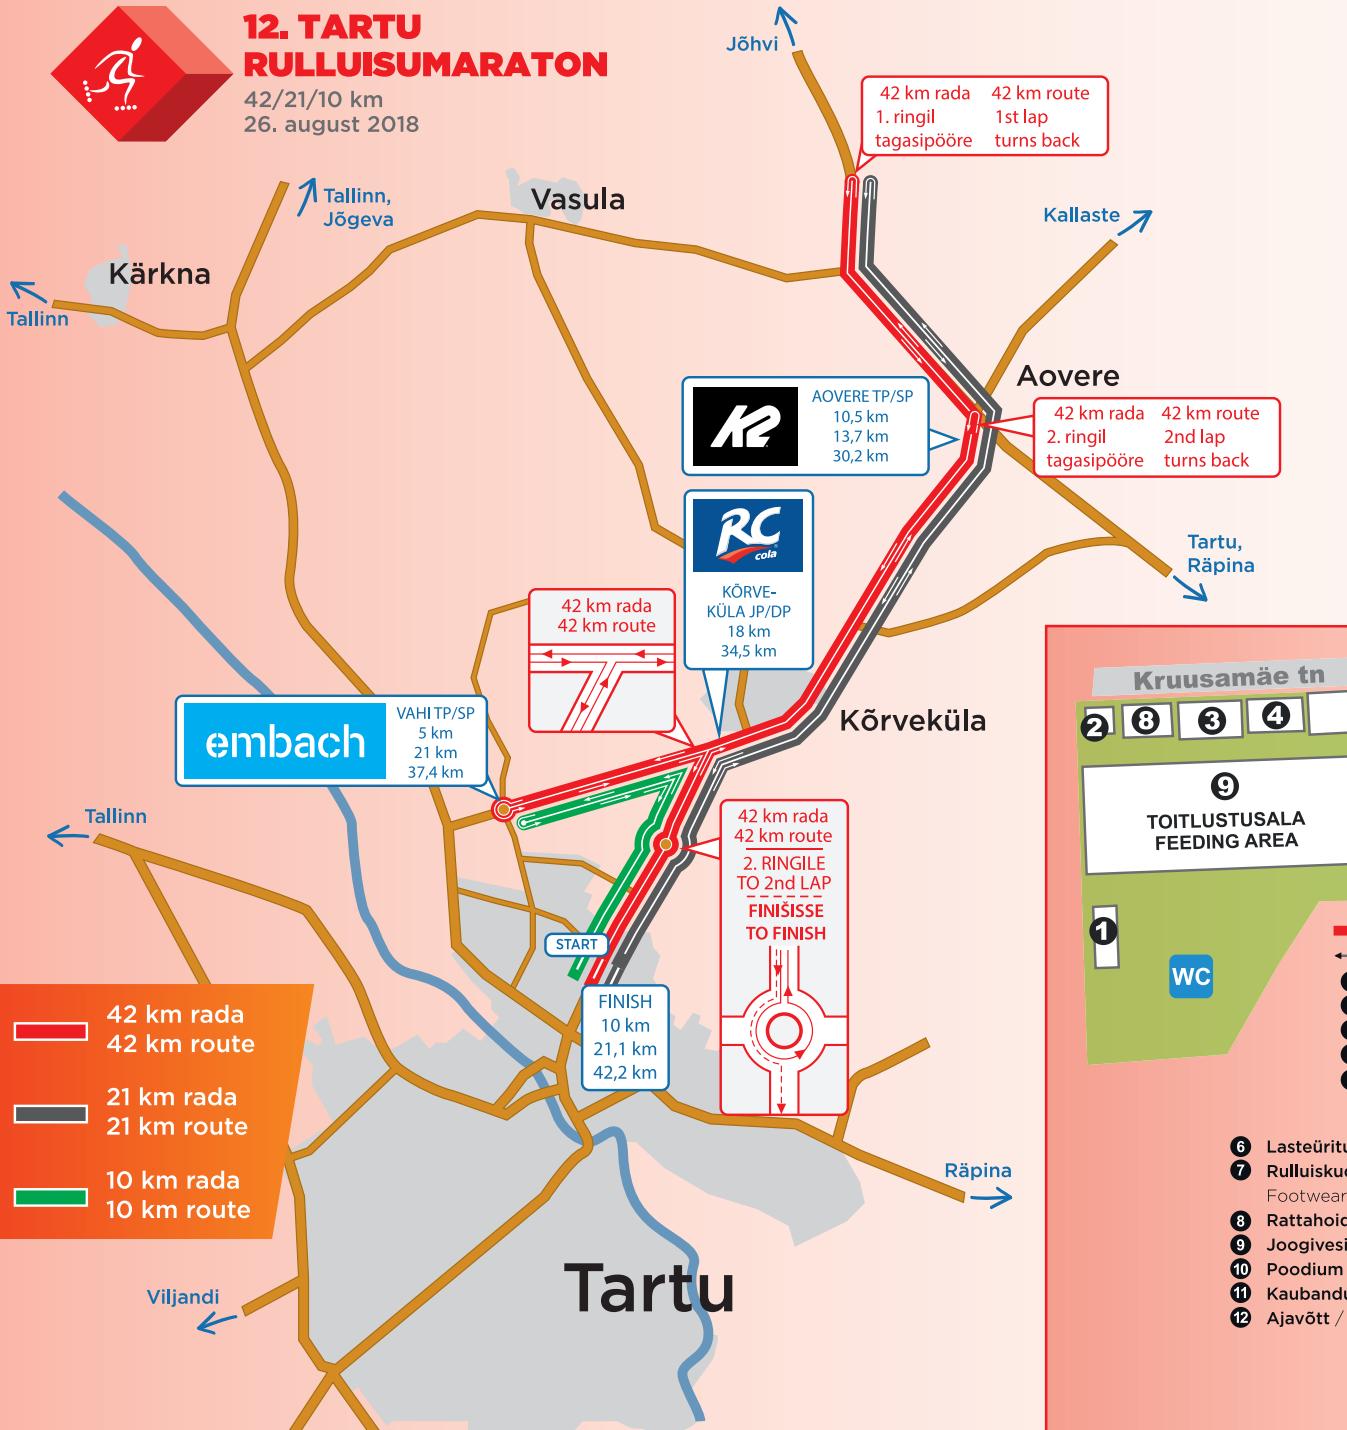 12. TARTU
RULLUISUMARATON
42/21/10 km
26. august 2018
Jõhvi
42 km rada 42 km route
1. ringil 1st lap
tagasipööre turns back
Tallinn,
Jõgeva
Vasula
Kallaste
Kärkna
Tallinn
Aovere
K2
AOVERE TP/SP
10,5 km
13,7 km
30,2 km
42 km rada 42 km route
2. ringil 2nd lap
tagasipööre turns back
RC
cola
KÕRVE-
KÜLA JP/DP
18 km
34,5 km
Tartu,
Räpina
42 km rada
42 km route
embach
VAHI TP/SP
5 km
21 km
37,4 km
Kõrveküla
Tallinn
42 km rada
42 km route
2. RINGILE
TO 2nd LAP
FINIŠISSE
TO FINISH
START
FINISH
10 km
21,1 km
42,2 km
42 km rada
42 km route
21 km rada
21 km route
10 km rada
10 km route
Räpina
Viljandi
Tartu
Kruusamäe tn
2 8 3 4
9
TOITLUSTUSALA
FEEDING AREA
1
WC
6
7
Footwear
8
9
10 Poodium
11
12 Ajavõtt /